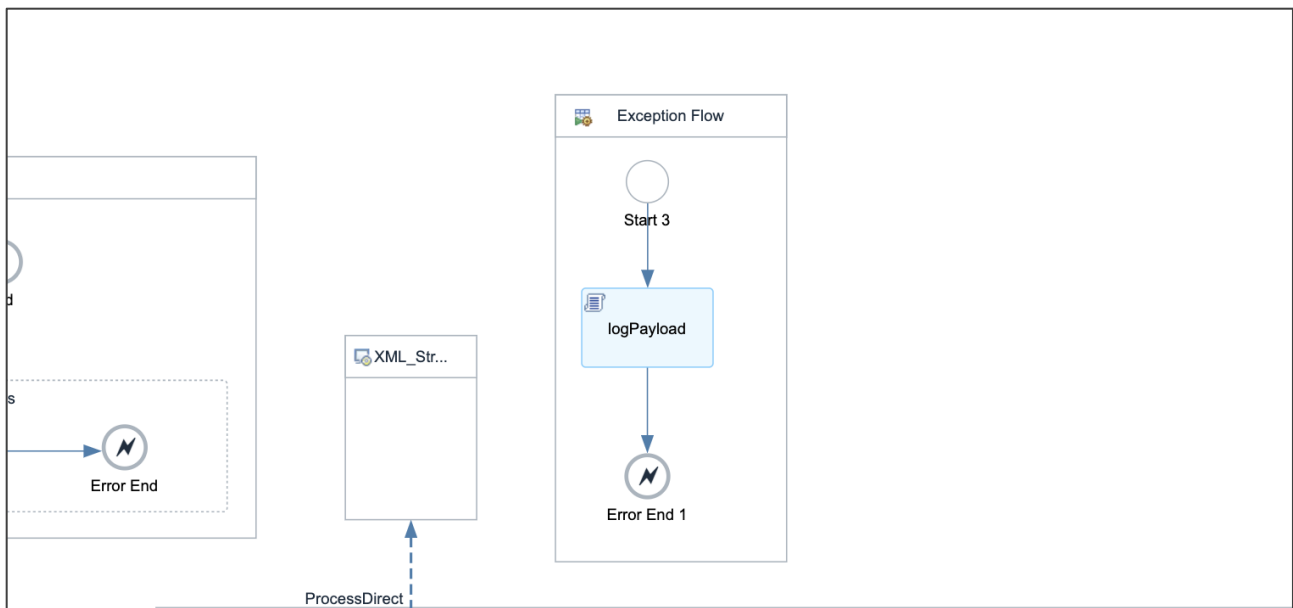 Exception Flow
Start 3
d
logPayload
XML_Str...
s
Error End
Error End 1
ProcessDirect